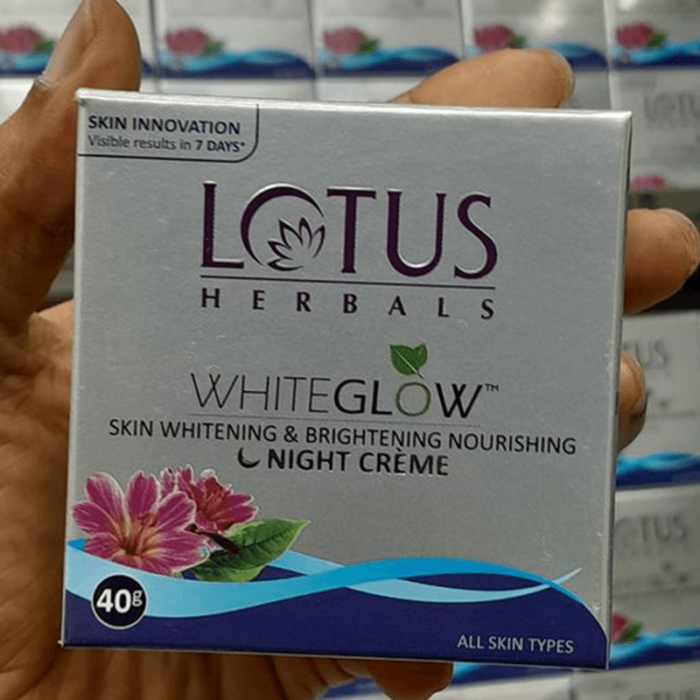 SKIN INNOVATION
Visible results in 7 DAYS*
LOTUS
HERBALS
WHITEGLOW™
SKIN WHITENING & BRIGHTENING NOURISHING
NIGHT CRÈME
40g
ALL SKIN TYPES